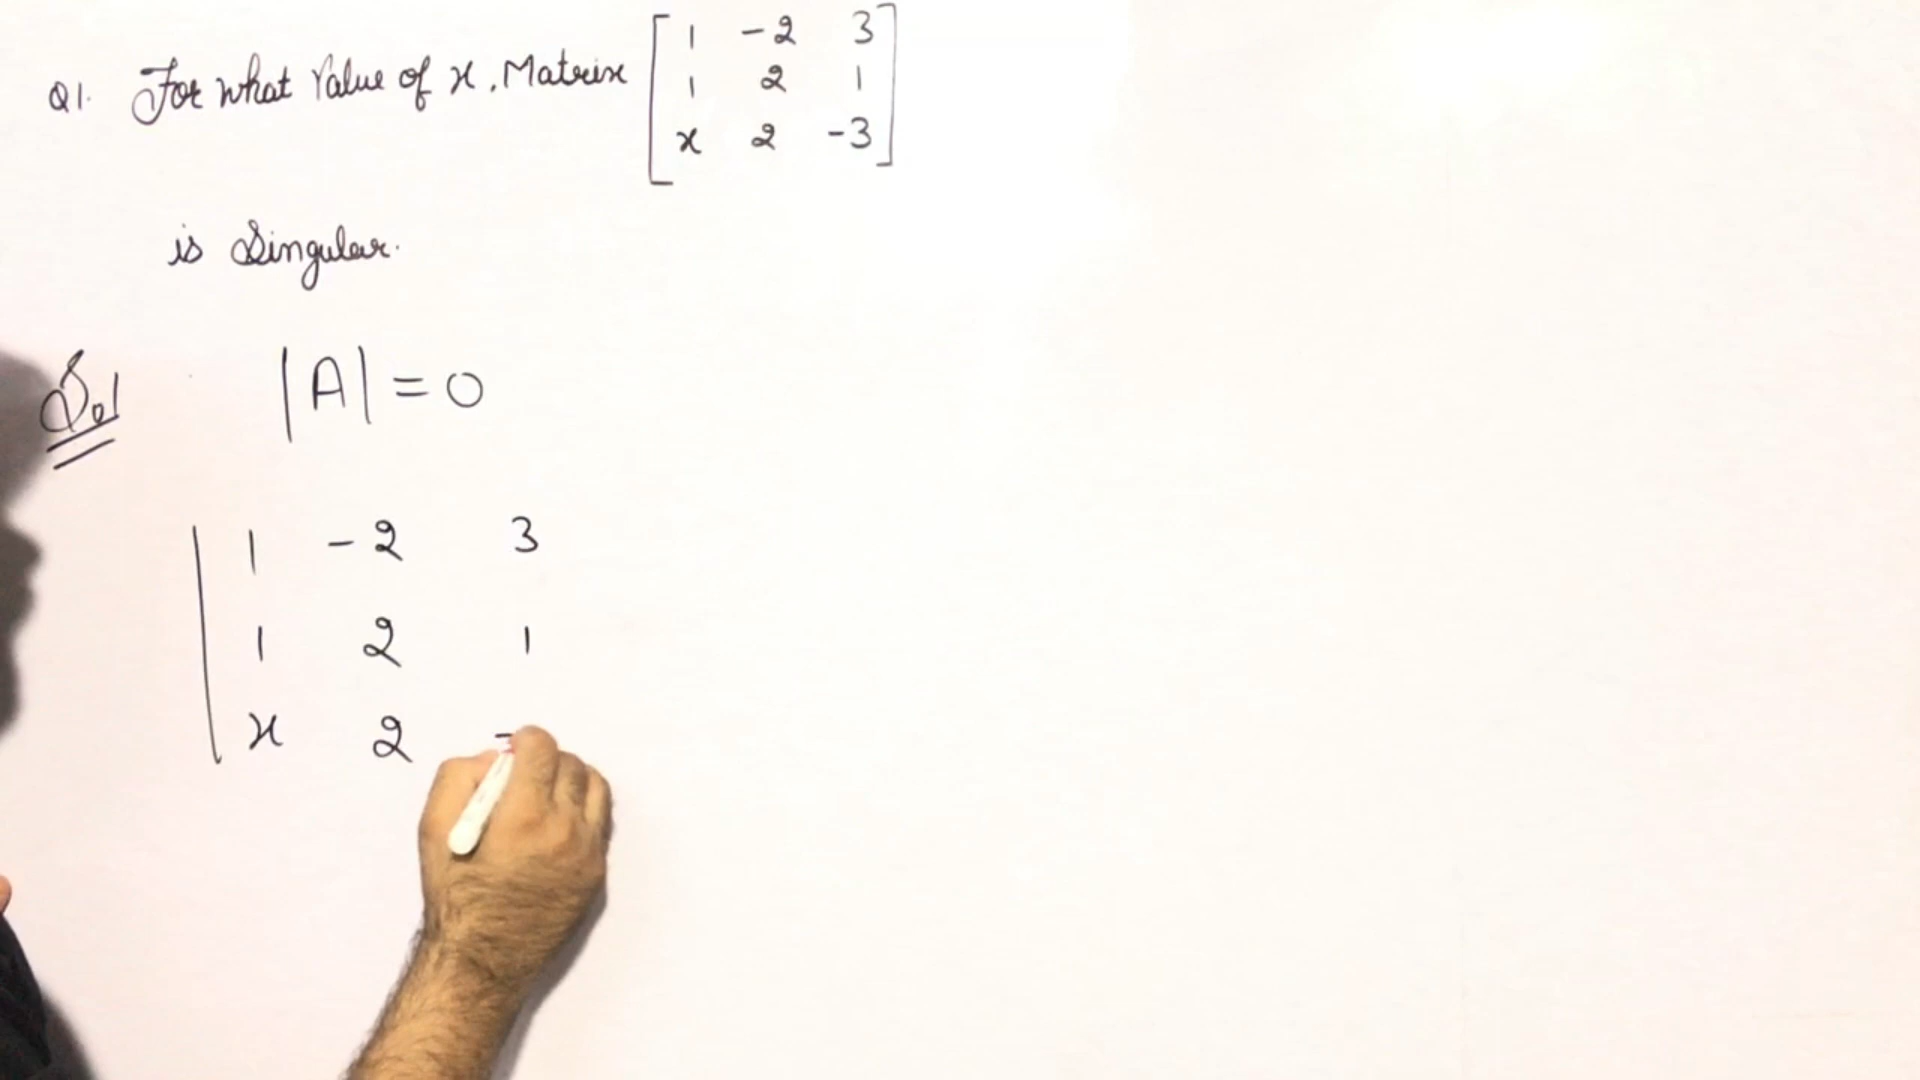 Q1. For what Value of x, Matrix [ 1 -2 3
1 2 1
x 2 -3 ]
is Singular.
Sol |A| = 0
| 1 -2 3
1 2 1
x 2 -